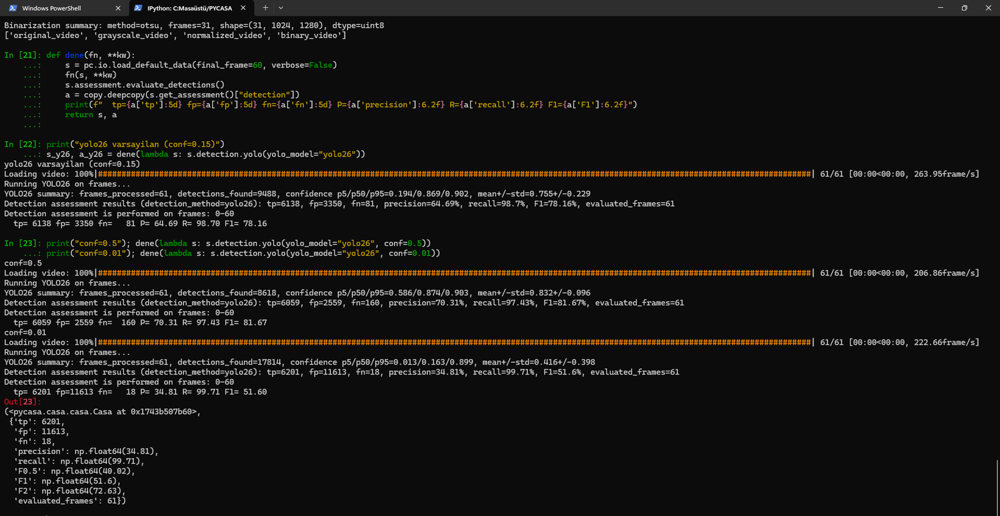 Windows PowerShell
IPython: C:Masaüstü/PYCASA
Binarization summary: method=otsu, frames=31, shape=(31, 1024, 1280), dtype=uint8
['original_video', 'grayscale_video', 'normalized_video', 'binary_video']
In [21]: def dene(fn, **kw):
...: s = pc.io.load_default_data(final_frame=60, verbose=False)
...: fn(s, **kw)
...: s.assessment.evaluate_detections()
...: a = copy.deepcopy(s.get_assessment()["detection"])
...: print(f"  tp={a['tp']:5d} fp={a['fp']:5d} fn={a['fn']:5d} P={a['precision']:6.2f} R={a['recall']:6.2f} F1={a['F1']:6.2f}")
...: return s, a
...:
In [22]: print("yolo26 varsayilan (conf=0.15)")
...: s_y26, a_y26 = dene(lambda s: s.detection.yolo(yolo_model="yolo26"))
yolo26 varsayilan (conf=0.15)
Loading video: 100%|##################################################################################################################################################| 61/61 [00:00<00:00, 263.95frame/s]
Running YOLO26 on frames...
YOLO26 summary: frames_processed=61, detections_found=9488, confidence p5/p50/p95=0.194/0.869/0.902, mean+/-std=0.755+/-0.229
Detection assessment results (detection_method=yolo26): tp=6138, fp=3350, fn=81, precision=64.69%, recall=98.7%, F1=78.16%, evaluated_frames=61
Detection assessment is performed on frames: 0-60
tp= 6138 fp= 3350 fn=   81 P= 64.69 R= 98.70 F1= 78.16
In [23]: print("conf=0.5"); dene(lambda s: s.detection.yolo(yolo_model="yolo26", conf=0.5))
...: print("conf=0.01"); dene(lambda s: s.detection.yolo(yolo_model="yolo26", conf=0.01))
conf=0.5
Loading video: 100%|##################################################################################################################################################| 61/61 [00:00<00:00, 206.86frame/s]
Running YOLO26 on frames...
YOLO26 summary: frames_processed=61, detections_found=8618, confidence p5/p50/p95=0.586/0.874/0.903, mean+/-std=0.832+/-0.096
Detection assessment results (detection_method=yolo26): tp=6059, fp=2559, fn=160, precision=70.31%, recall=97.43%, F1=81.67%, evaluated_frames=61
Detection assessment is performed on frames: 0-60
tp= 6059 fp= 2559 fn=  160 P= 70.31 R= 97.43 F1= 81.67
conf=0.01
Loading video: 100%|##################################################################################################################################################| 61/61 [00:00<00:00, 222.66frame/s]
Running YOLO26 on frames...
YOLO26 summary: frames_processed=61, detections_found=17814, confidence p5/p50/p95=0.013/0.163/0.899, mean+/-std=0.416+/-0.398
Detection assessment results (detection_method=yolo26): tp=6201, fp=11613, fn=18, precision=34.81%, recall=99.71%, F1=51.6%, evaluated_frames=61
Detection assessment is performed on frames: 0-60
tp= 6201 fp=11613 fn=   18 P= 34.81 R= 99.71 F1= 51.60
Out[23]:
(<pycasa.casa.casa.Casa at 0x1743b507b60>,
{'tp': 6201,
'fp': 11613,
'fn': 18,
'precision': np.float64(34.81),
'recall': np.float64(99.71),
'F0.5': np.float64(40.02),
'F1': np.float64(51.6),
'F2': np.float64(72.63),
'evaluated_frames': 61})